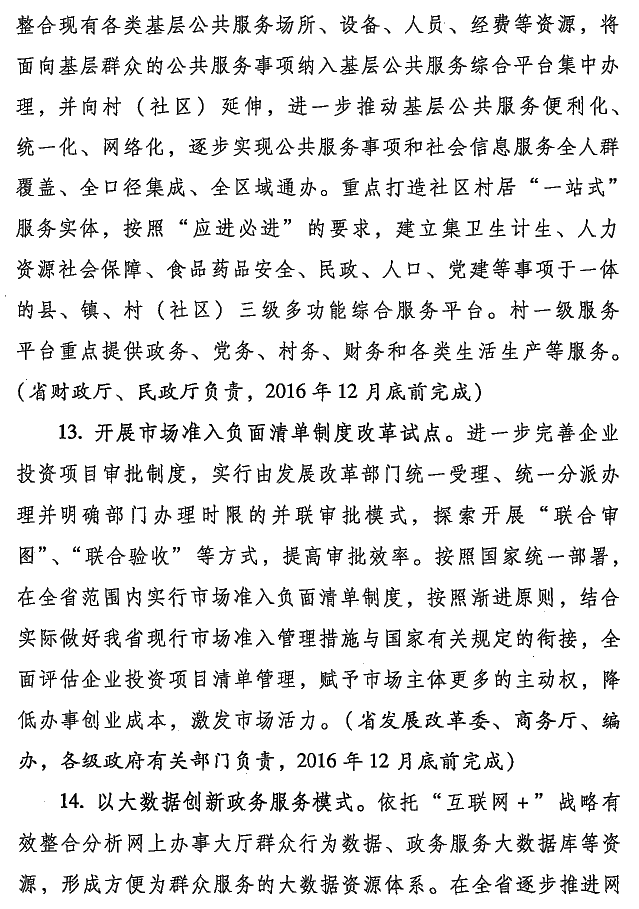 整合现有各类基层公共服务场所、设备、人员、经费等资源，将
面向基层群众的公共服务事项纳入基层公共服务综合平台集中办
理，并向村（社区）延伸，进一步推动基层公共服务便利化、
统一化、网络化，逐步实现公共服务事项和社会信息服务全人群
覆盖、全口径集成、全区域通办。重点打造社区村居“一站式”
服务实体，按照“应进必进”的要求，建立集卫生计生、人力
资源社会保障、食品药品安全、民政、人口、党建等事项于一体
的县、镇、村（社区）三级多功能综合服务平台。村一级服务
平台重点提供政务、党务、村务、财务和各类生活生产等服务。
(省财政厅、民政厅负责，2016 年 12 月底前完成)
13. 开展市场准入负面清单制度改革试点。进一步完善企业
投资项目审批制度，实行由发展改革部门统一受理、统一分派办
理并明确部门办理时限的并联审批模式，探索开展“联合审
图”、“联合验收”等方式，提高审批效率。按照国家统一部署，
在全省范围内实行市场准入负面清单制度，按照渐进原则，结合
实际做好我省现行市场准入管理措施与国家有关规定的衔接，全
面评估企业投资项目清单管理，赋予市场主体更多的主动权，降
低办事创业成本，激发市场活力。（省发展改革委、商务厅、编
办，各级政府有关部门负责，2016 年 12 月底前完成)
14. 以大数据创新政务服务模式。依托“互联网 +”战略有
效整合分析网上办事大厅群众行为数据、政务服务大数据库等资
源，形成方便为群众服务的大数据资源体系。在全省逐步推进网